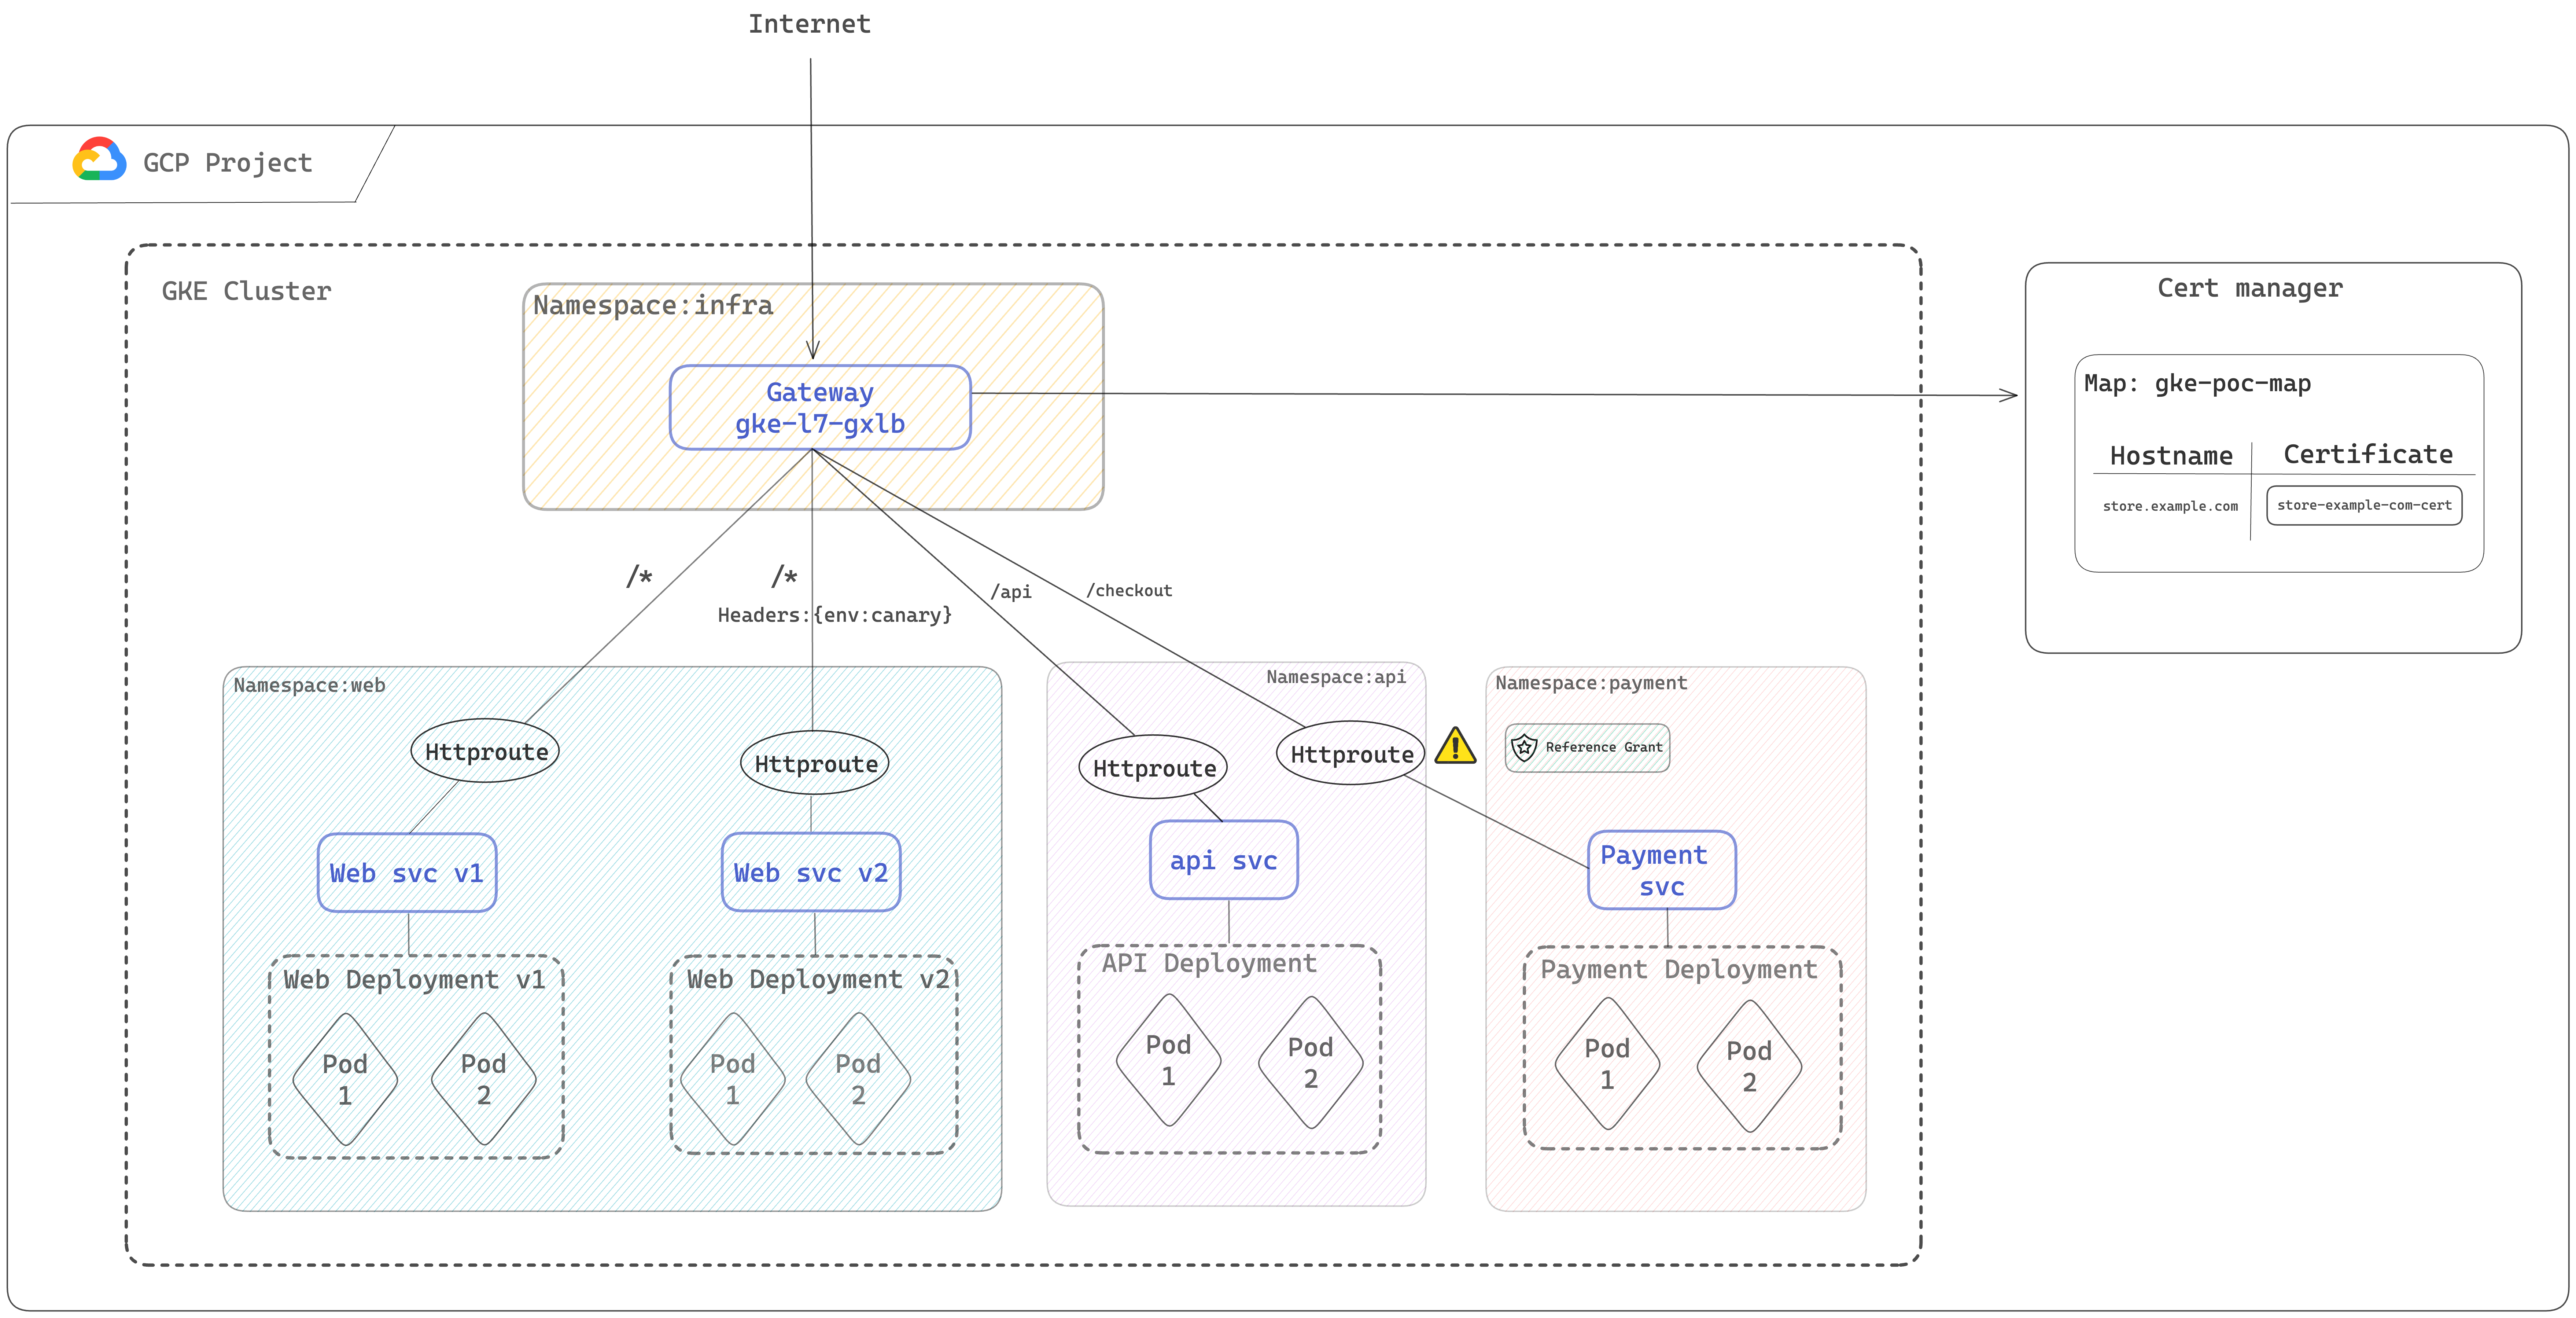 Internet
GCP Project
GKE Cluster
Namespace:infra
Gateway
gke-l7-gxlb
Cert manager
Map: gke-poc-map
Hostname
Certificate
store.example.com
store-example-com-cert
/*
/*
Headers:{env:canary}
/api
/checkout
Namespace:web
Httproute
Httproute
Web svc v1
Web svc v2
Web Deployment v1
Pod
1
Pod
2
Web Deployment v2
Pod
1
Pod
2
Namespace:api
Httproute
Httproute
api svc
API Deployment
Pod
1
Pod
2
Namespace:payment
Reference Grant
Payment
svc
Payment Deployment
Pod
1
Pod
2